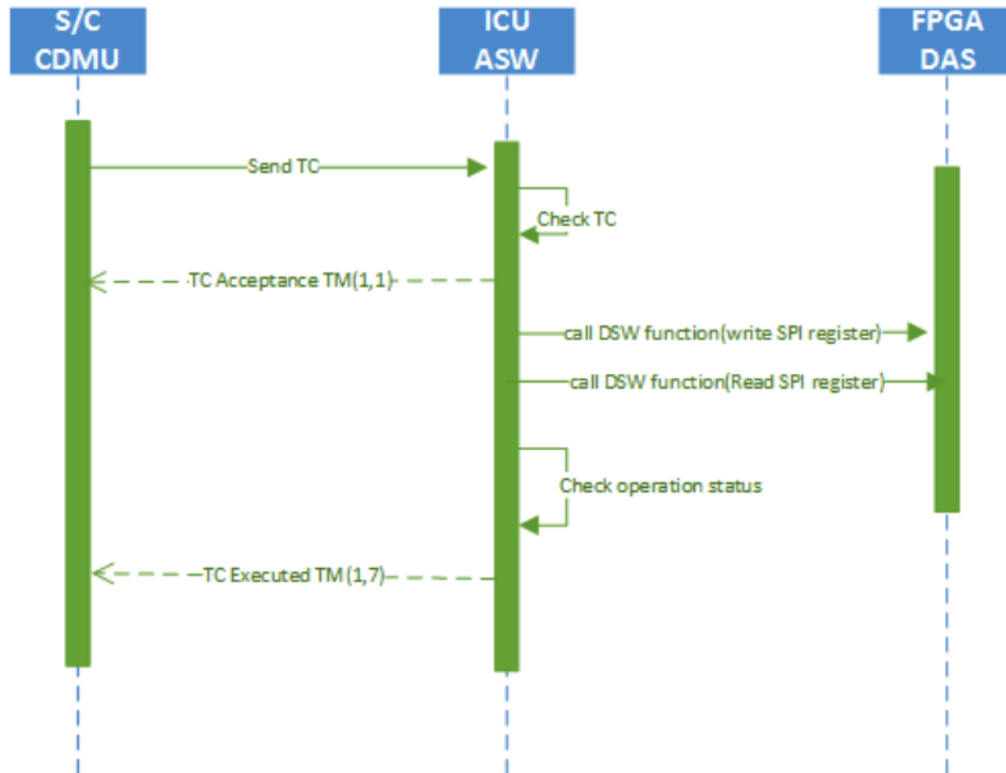 S/C
CDMU
ICU
ASW
FPGA
DAS
Send TC
Check TC
TC Acceptance TM(1,1)
call DSW function(write SPI register)
call DSW function(Read SPI register)
Check operation status
TC Executed TM(1,7)